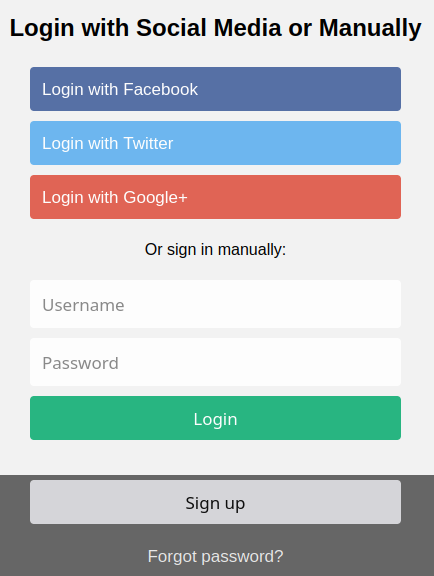 Login with Social Media or Manually
Login with Facebook
Login with Twitter
Login with Google+
Or sign in manually:
Username
Password
Login
Sign up
Forgot password?